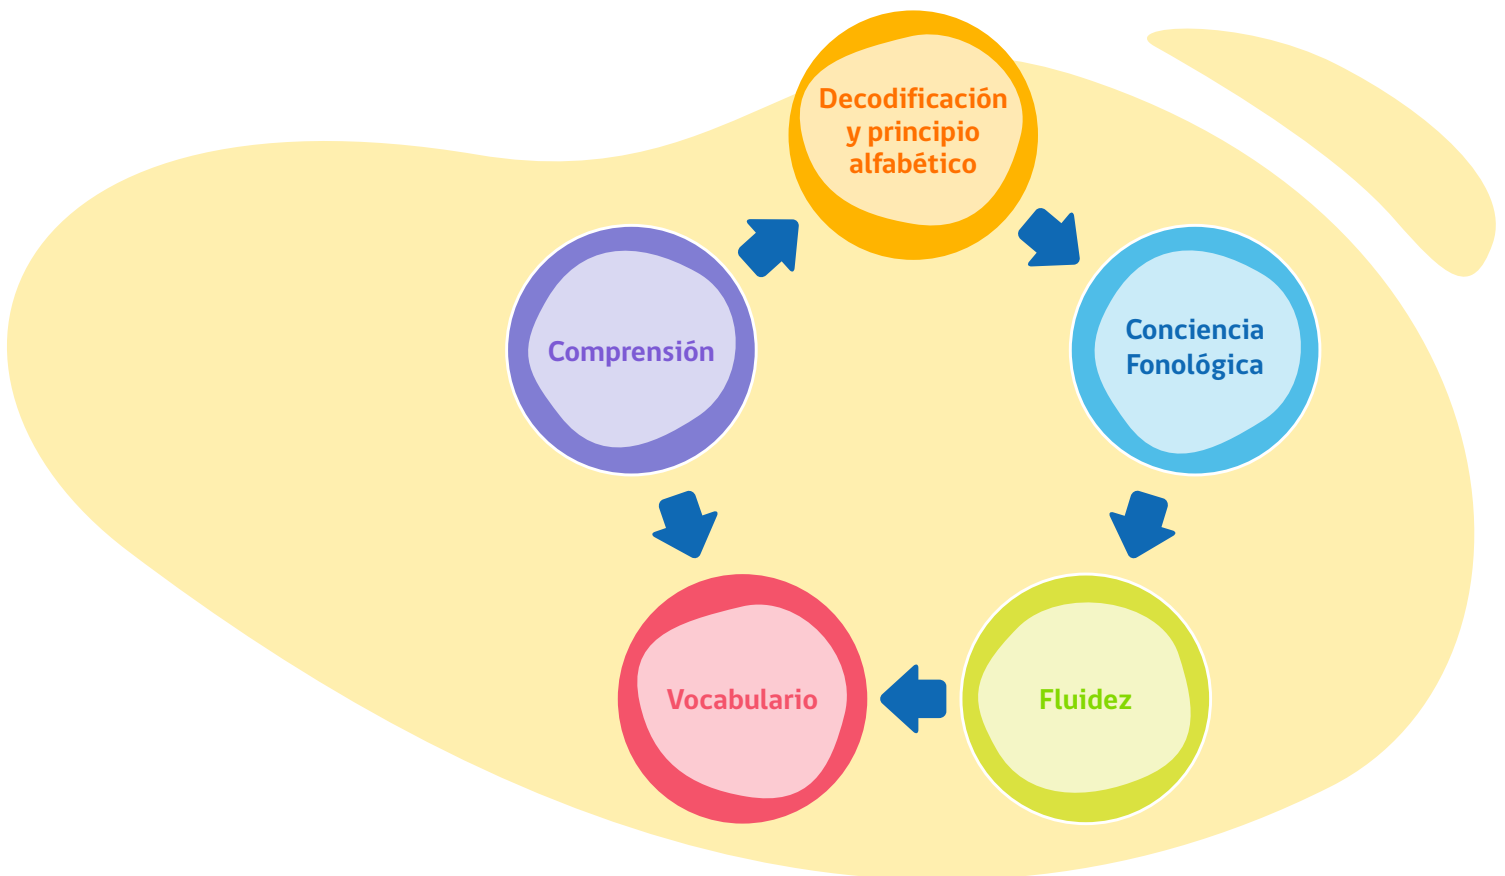 Decodificación
y principio
alfabético
Conciencia
Fonológica
Fluidez
Vocabulario
Comprensión